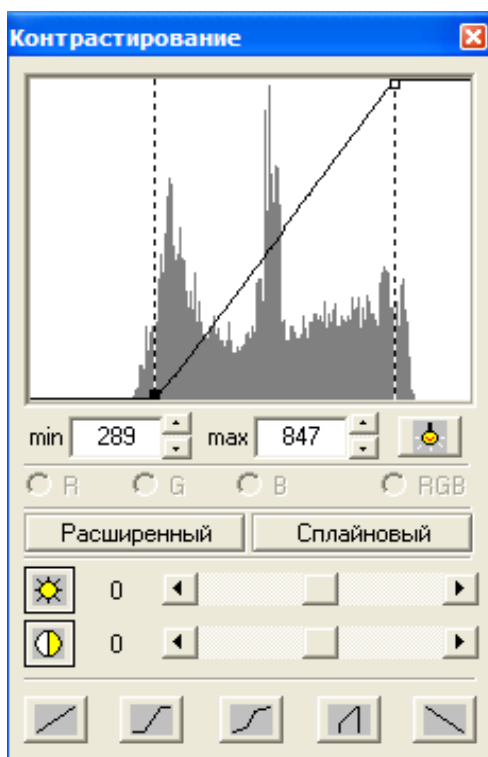 Контрастирование
min 289 max 847
R G B RGB
Расширенный Сплайновый
0
0